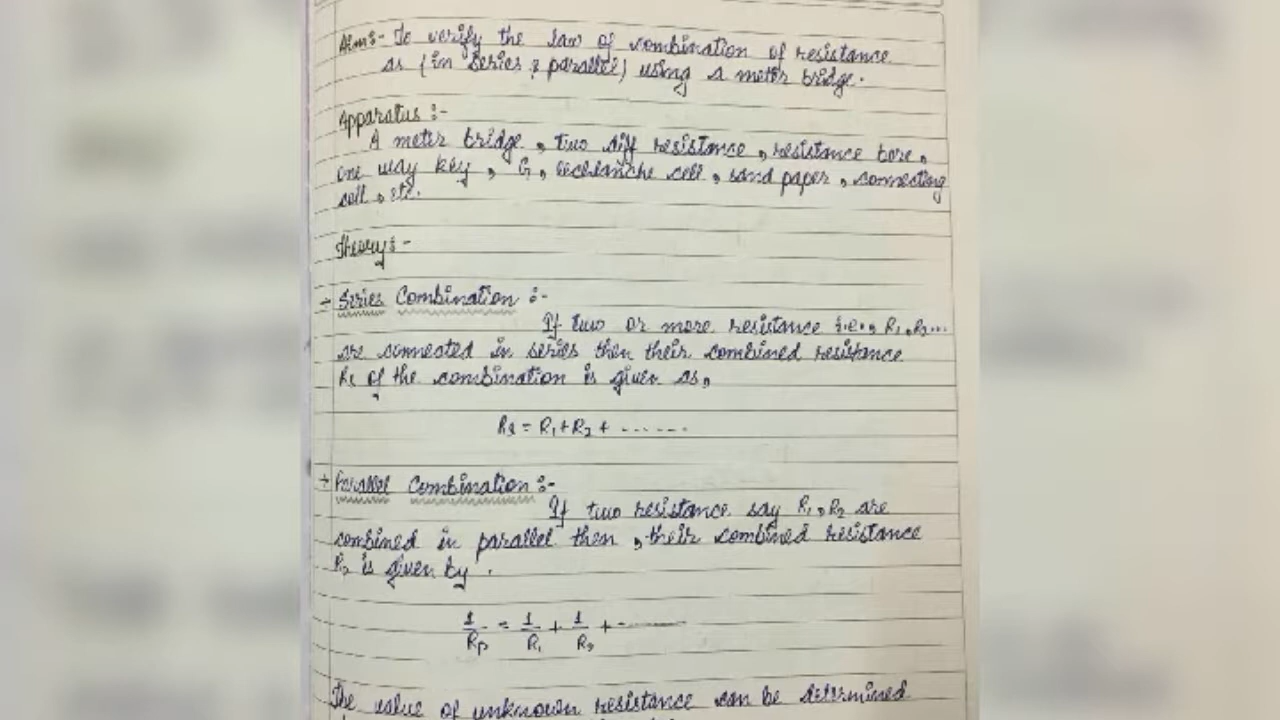 Aim:- To verify the law of combination of resistance
as (in series & parallel) using a meter bridge.
Apparatus :-
A meter bridge, two diff resistance, resistance box,
one way key, G, leclanche cell, sand paper, connecting
cell, etc.
Theory:-
→ Series Combination :-
If two or more resistance i.e., R1, R2...
are connected in series then their combined resistance
Rs of the combination is given as,
Rs = R1 + R2 + .......
→ Parallel Combination :-
If two resistance say R1, R2 are
combined in parallel then, their combined resistance
is given by
1/Rp = 1/R1 + 1/R2 + .......
The value of unknown resistance can be determined